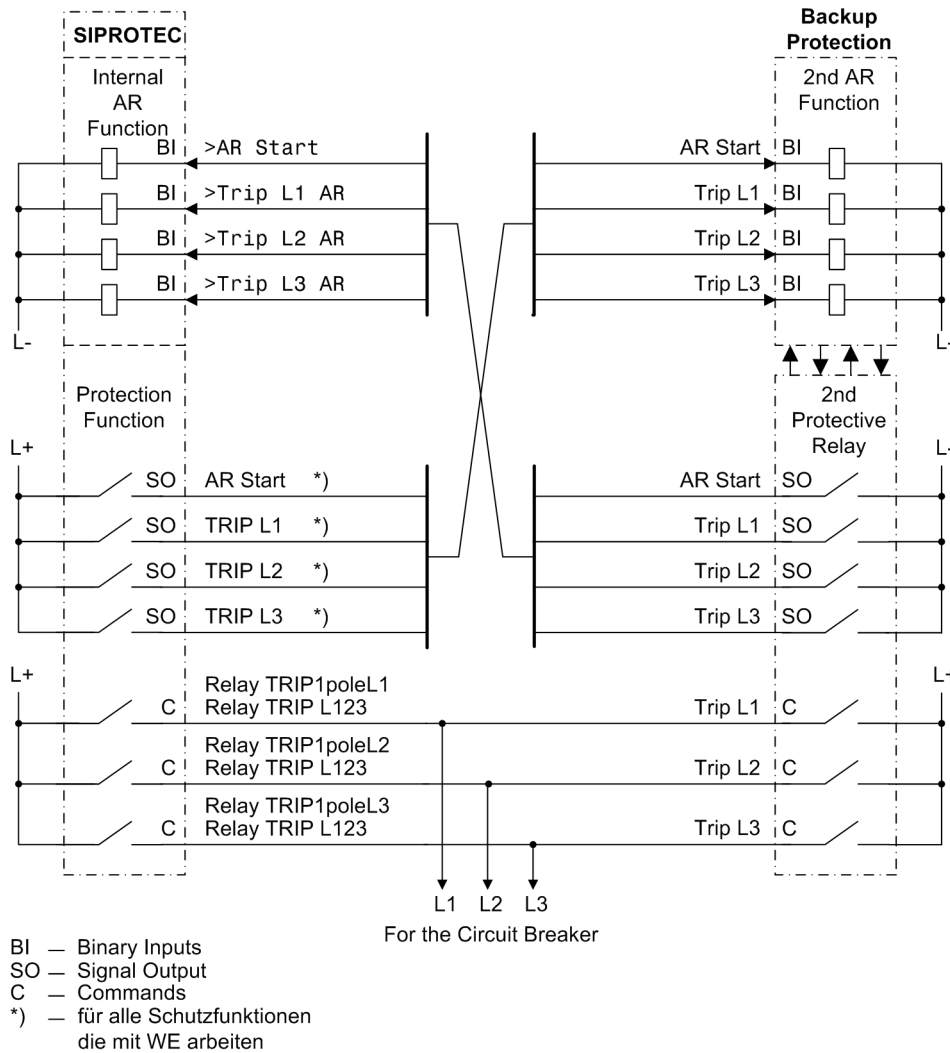 SIPROTEC
Backup
Protection
Internal
AR
Function
2nd AR
Function
BI >AR Start AR Start BI
BI >Trip L1 AR Trip L1 BI
BI >Trip L2 AR Trip L2 BI
BI >Trip L3 AR Trip L3 BI
L- L-
Protection
Function
2nd
Protective
Relay
L+ L-
SO AR Start *) AR Start SO
SO TRIP L1 *) Trip L1 SO
SO TRIP L2 *) Trip L2 SO
SO TRIP L3 *) Trip L3 SO
L+ L-
Relay TRIP1poleL1
C Relay TRIP L123 Trip L1 C
Relay TRIP1poleL2
C Relay TRIP L123 Trip L2 C
Relay TRIP1poleL3
C Relay TRIP L123 Trip L3 C
L1 L2 L3
For the Circuit Breaker
BI — Binary Inputs
SO — Signal Output
C — Commands
*) — für alle Schutzfunktionen
die mit WE arbeiten